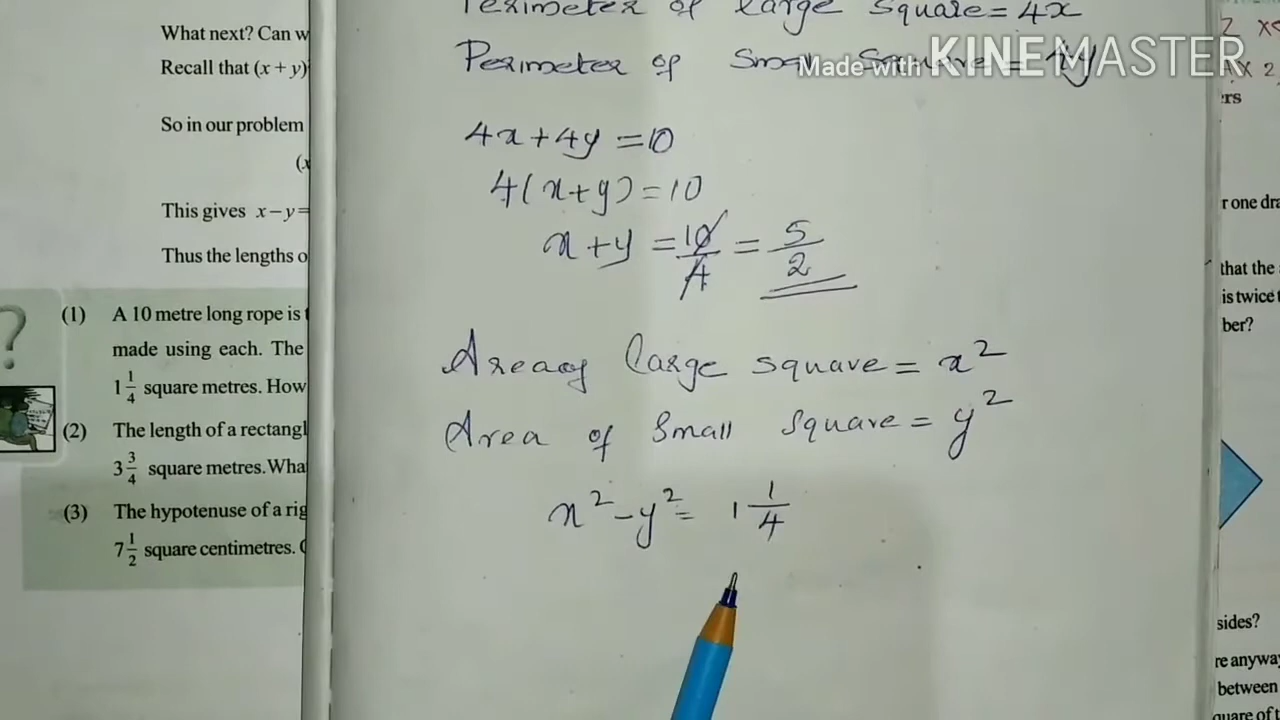 What next? Can w
Recall that (x + y)
So in our problem
(x
This gives x − y =
Thus the lengths o
(1) A 10 metre long rope is t
made using each. The
1 1/4 square metres. How
(2) The length of a rectangl
3 3/4 square metres. Wha
(3) The hypotenuse of a rig
7 1/2 square centimetres. C
Perimeter of large square = 4x
Perimeter of Small Square = 4y
Made with KINEMASTER
4x + 4y = 10
4(x + y) = 10
x + y = 10/4 = 5/2
Area of large square = x²
Area of Small Square = y²
x² − y² = 1 1/4
X 2
ers
r one dra
that the
is twice t
ber?
sides?
re anyway
between
quare of t